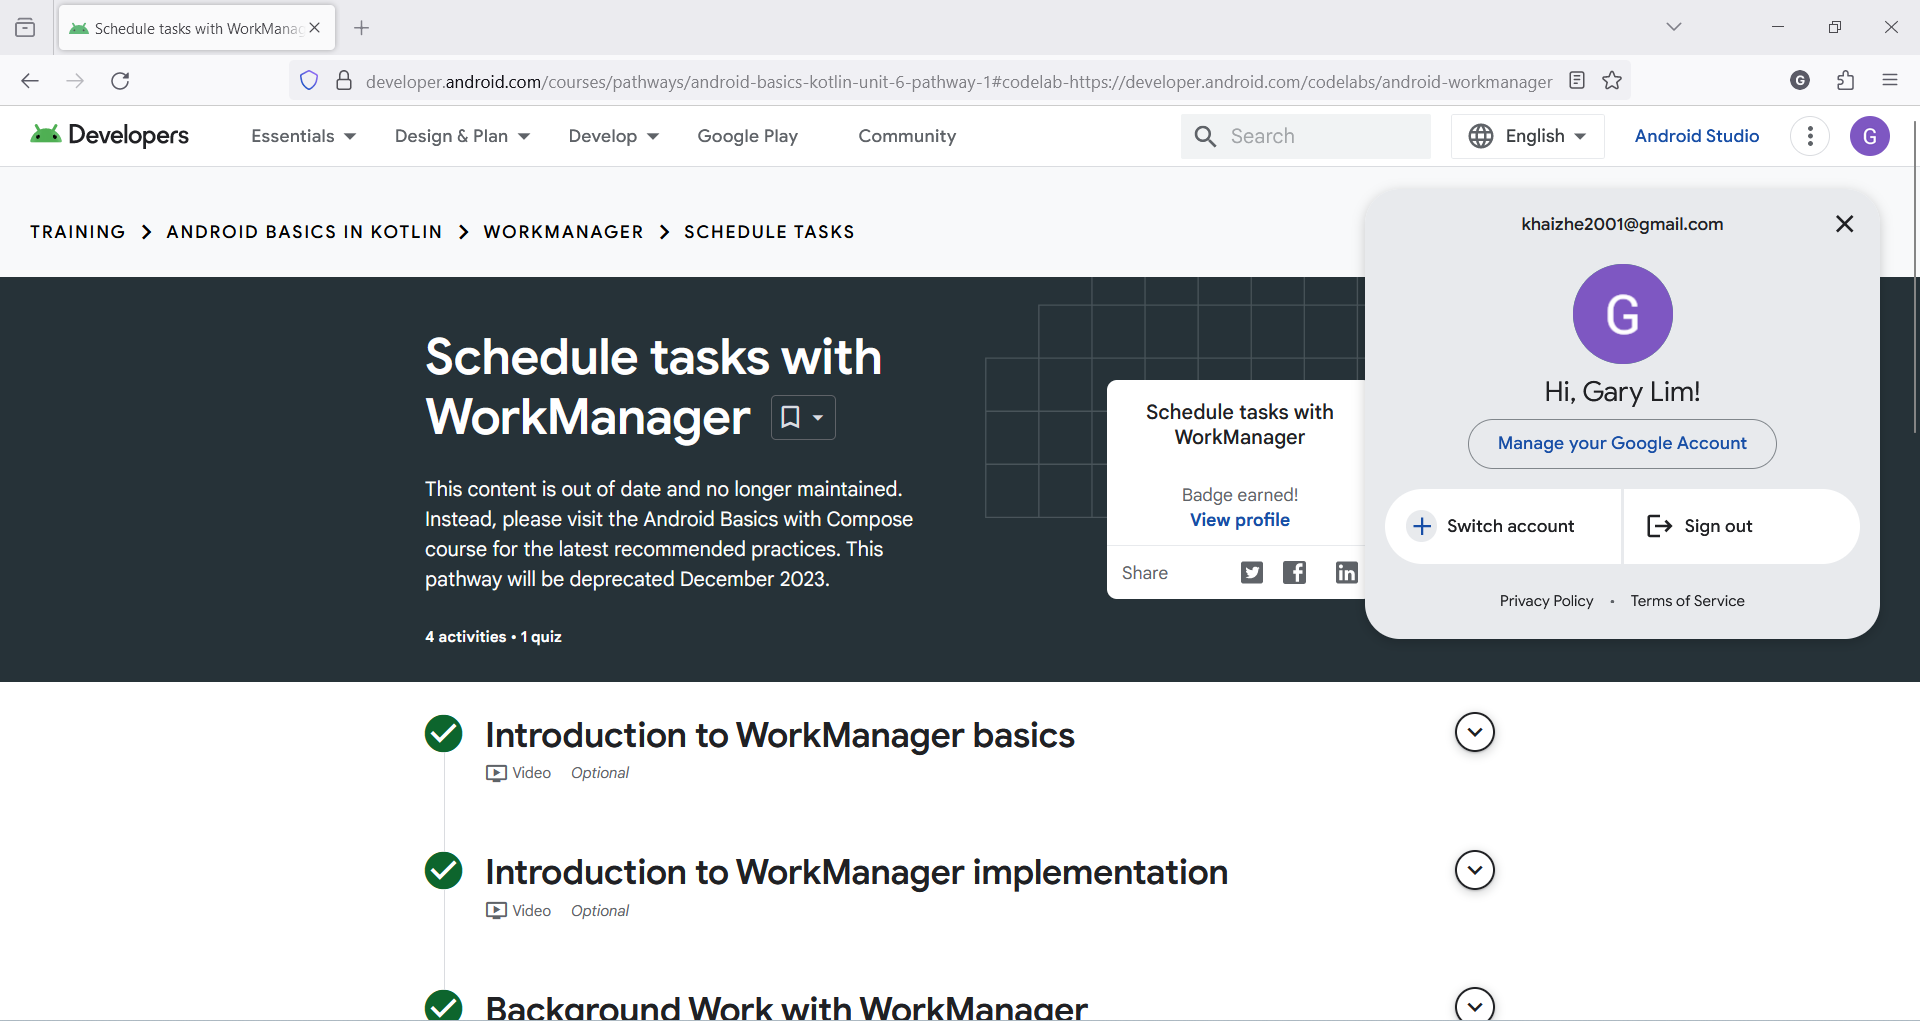 Schedule tasks with WorkManag
developer.android.com/courses/pathways/android-basics-kotlin-unit-6-pathway-1#codelab-https://developer.android.com/codelabs/android-workmanager
G
Developers
Essentials
Design & Plan
Develop
Google Play
Community
Search
English
Android Studio
G
TRAINING > ANDROID BASICS IN KOTLIN > WORKMANAGER > SCHEDULE TASKS
khaizhe2001@gmail.com
G
Hi, Gary Lim!
Manage your Google Account
Switch account
Sign out
Privacy Policy • Terms of Service
Schedule tasks with
WorkManager
This content is out of date and no longer maintained.
Instead, please visit the Android Basics with Compose
course for the latest recommended practices. This
pathway will be deprecated December 2023.
4 activities • 1 quiz
Schedule tasks with
WorkManager
Badge earned!
View profile
Share
Introduction to WorkManager basics
Video Optional
Introduction to WorkManager implementation
Video Optional
Background Work with WorkManager